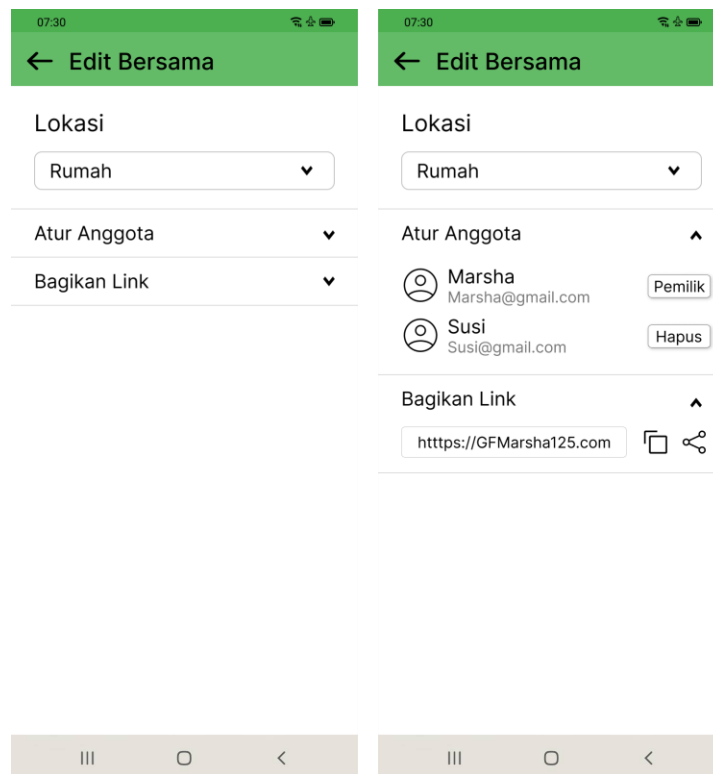 07:30
Edit Bersama
Lokasi
Rumah
Atur Anggota
Bagikan Link
07:30
Edit Bersama
Lokasi
Rumah
Atur Anggota
Marsha
Marsha@gmail.com
Pemilik
Susi
Susi@gmail.com
Hapus
Bagikan Link
htttps://GFMarsha125.com